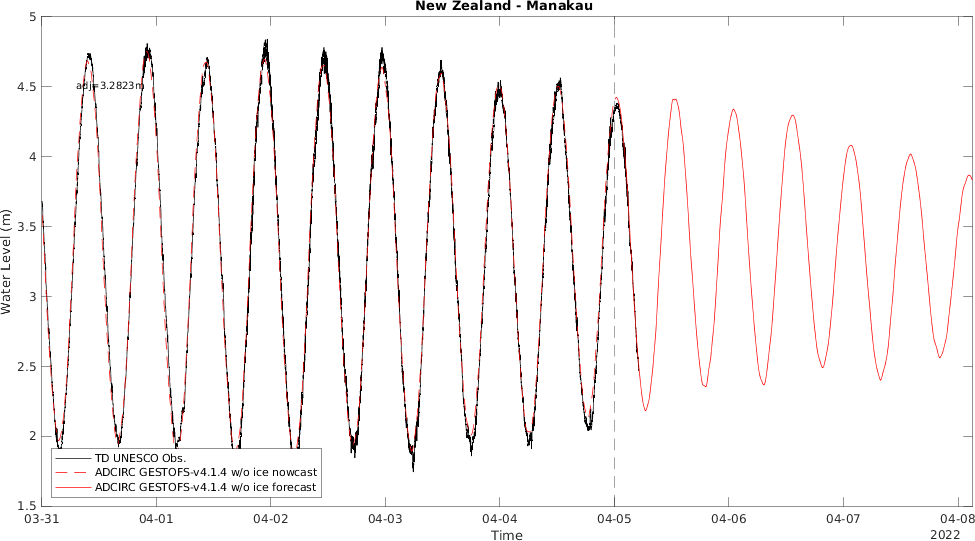 New Zealand - Manakau
5
4.5
4
3.5
3
2.5
2
1.5
Water Level (m)
adj=3.2823m
TD UNESCO Obs.
ADCIRC GESTOFS-v4.1.4 w/o ice nowcast
ADCIRC GESTOFS-v4.1.4 w/o ice forecast
03-31 04-01 04-02 04-03 04-04 04-05 04-06 04-07 04-08
Time
2022